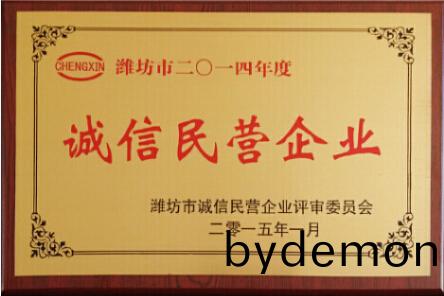 CHENGXIN 潍坊市二〇一四年度
诚信民营企业
潍坊市诚信民营企业评审委员会
二零一五年一月
bydemon